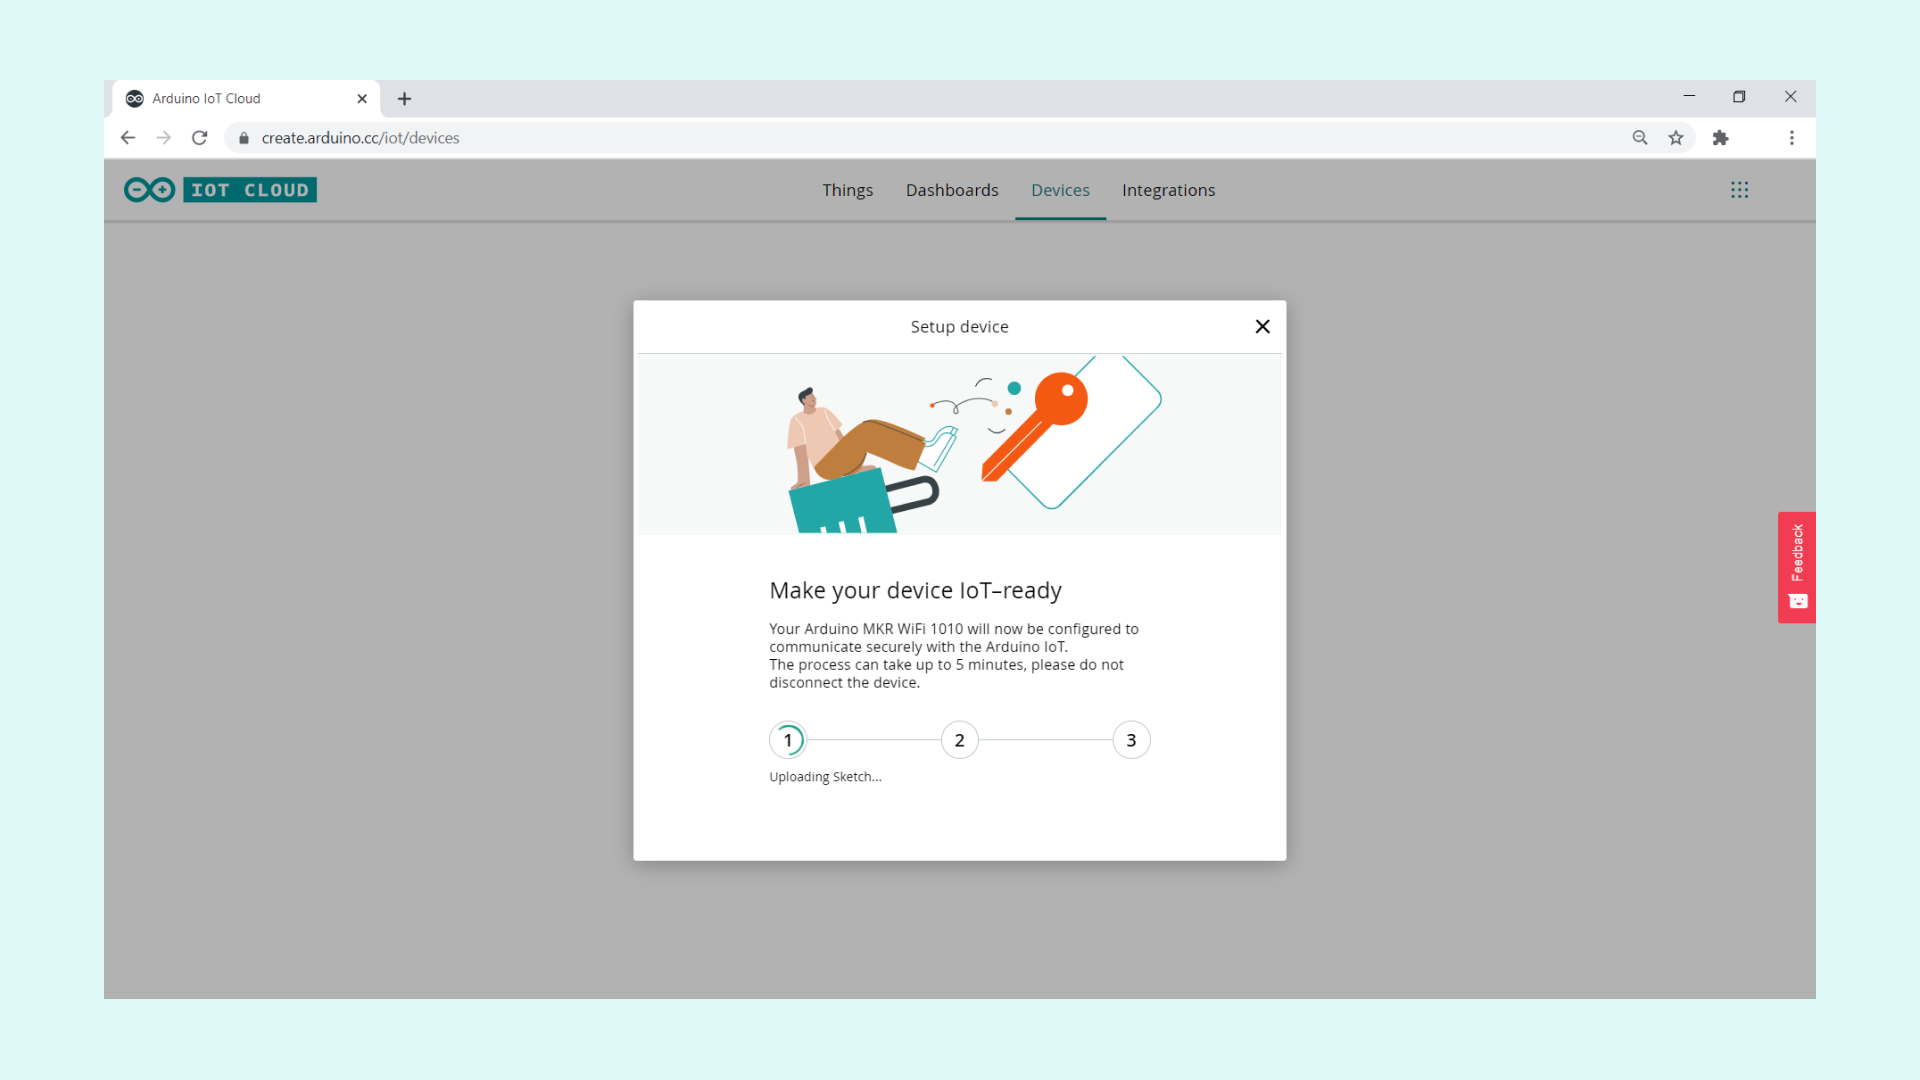 Arduino IoT Cloud
create.arduino.cc/iot/devices
IOT CLOUD
Things
Dashboards
Devices
Integrations
Setup device
Make your device IoT–ready
Your Arduino MKR WiFi 1010 will now be configured to
communicate securely with the Arduino IoT.
The process can take up to 5 minutes, please do not
disconnect the device.
1
2
3
Uploading Sketch...
Feedback